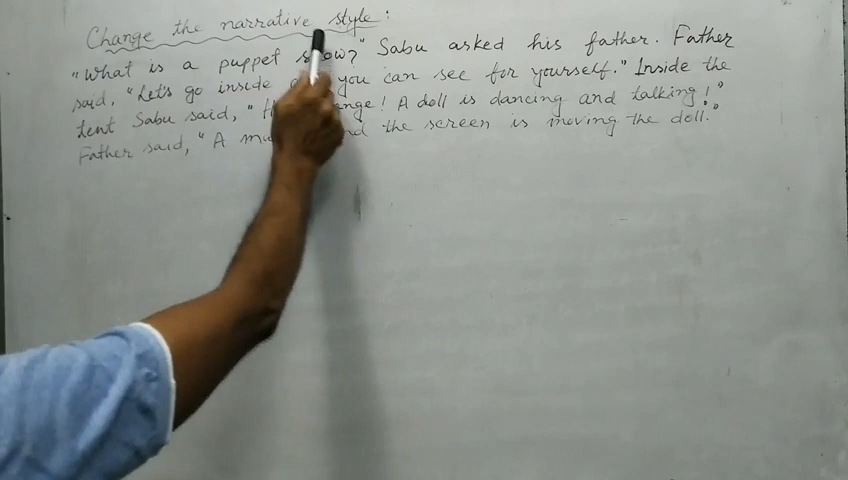 Change the narrative style :
"What is a puppet show?" Sabu asked his father. Father
said, "Let's go inside you can see for yourself." Inside the
tent Sabu said, " ! A doll is dancing and talking!"
Father said, "A the screen is moving the doll."